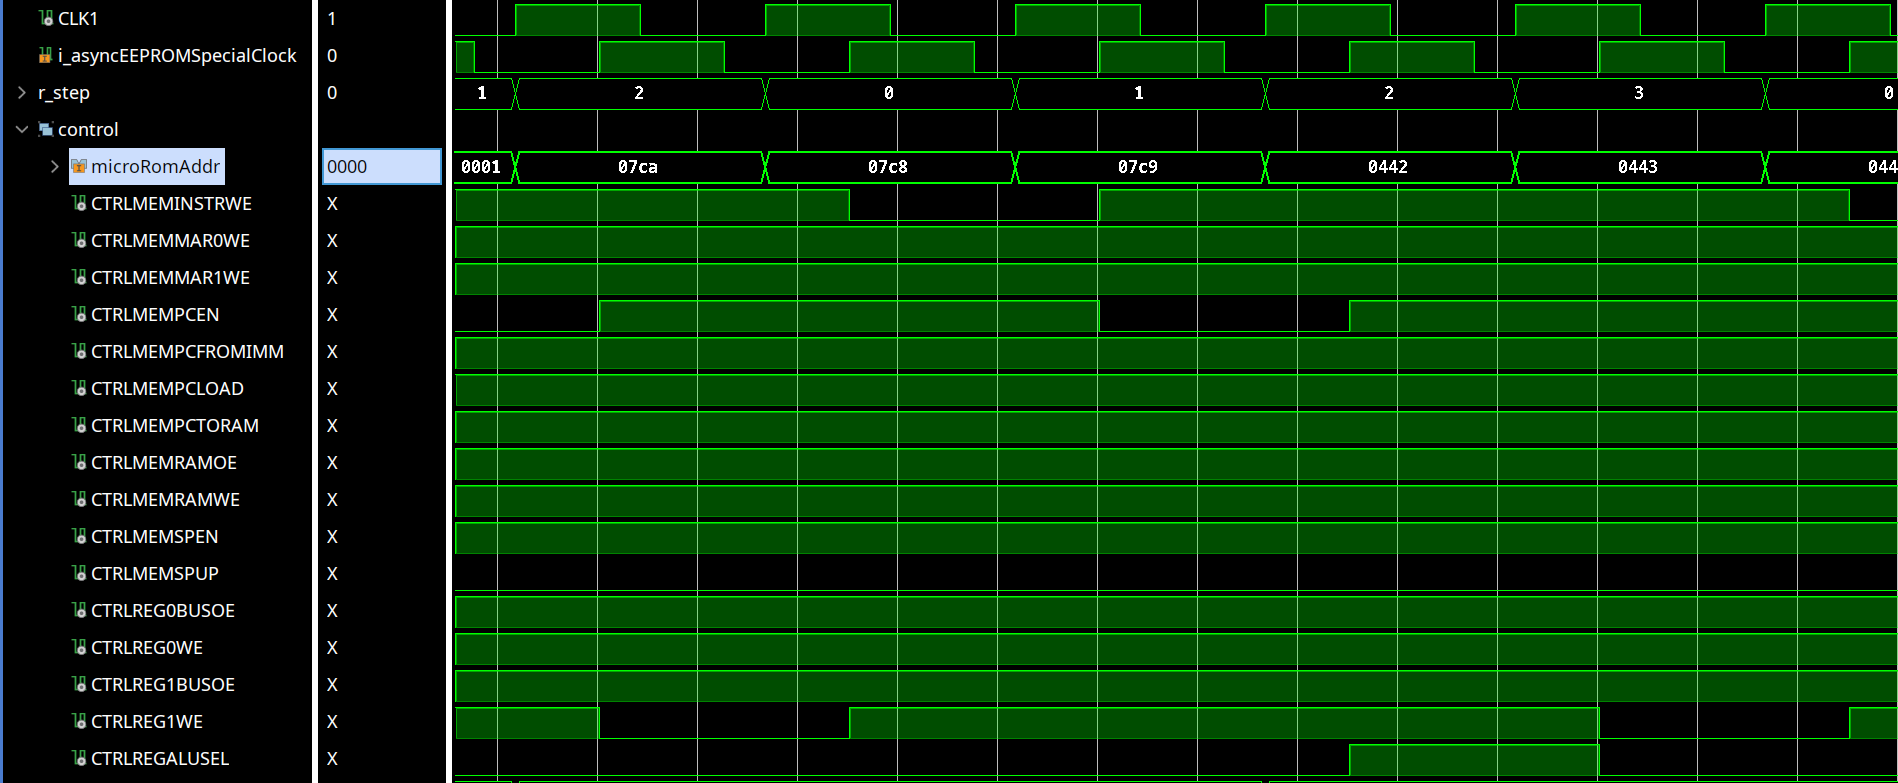 CLK1 1
i_asyncEEPROMSpecialClock 0
r_step 0 1 2 0 1 2 3 0
control
microRomAddr 0000 0001 07ca 07c8 07c9 0442 0443 044
CTRLMEMINSTRWE X
CTRLMEMMAR0WE X
CTRLMEMMAR1WE X
CTRLMEMPCEN X
CTRLMEMPCFROMIMM X
CTRLMEMPCLOAD X
CTRLMEMPCTORAM X
CTRLMEMRAMOE X
CTRLMEMRAMWE X
CTRLMEMSPEN X
CTRLMEMSPUP X
CTRLREG0BUSOE X
CTRLREG0WE X
CTRLREG1BUSOE X
CTRLREG1WE X
CTRLREGALUSEL X